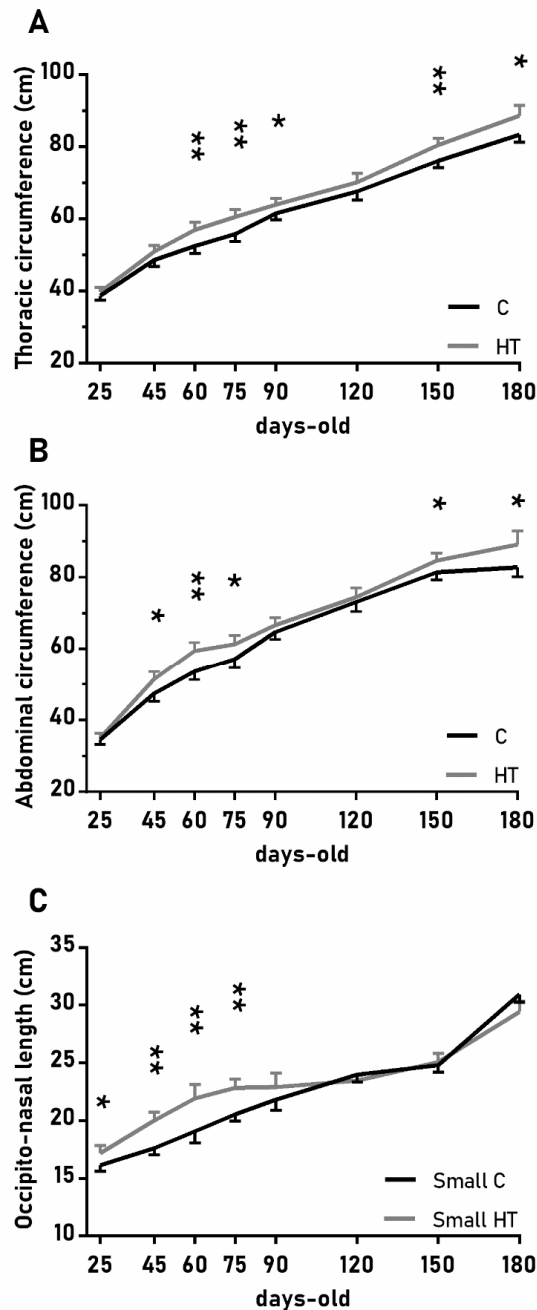 A
Thoracic circumference (cm)
100
80
60
40
20
** ** * ** *
C
HT
25 45 60 75 90 120 150 180
days-old
B
Abdominal circumference (cm)
100
80
60
40
20
* ** * * *
C
HT
25 45 60 75 90 120 150 180
days-old
C
Occipito-nasal length (cm)
35
30
25
20
15
10
* ** ** **
Small C
Small HT
25 45 60 75 90 120 150 180
days-old